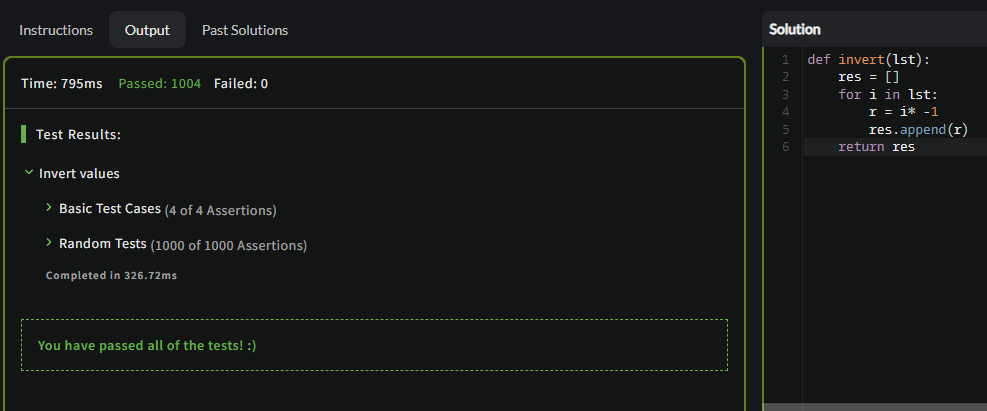 Instructions Output Past Solutions
Time: 795ms Passed: 1004 Failed: 0
Test Results:
Invert values
Basic Test Cases (4 of 4 Assertions)
Random Tests (1000 of 1000 Assertions)
Completed in 326.72ms
You have passed all of the tests! :)
Solution
1 def invert(lst):
2     res = []
3     for i in lst:
4         r = i* -1
5         res.append(r)
6     return res